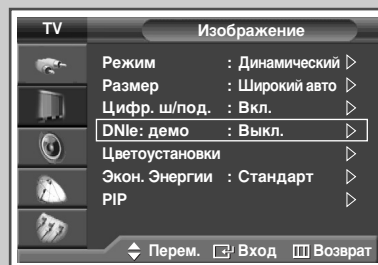 TV
Изображение
Режим : Динамический
Размер : Широкий авто
Цифр. ш/под. : Вкл.
DNIe: демо : Выкл.
Цветоустановки
Экон. Энергии : Стандарт
PIP
Перем. Вход Возврат